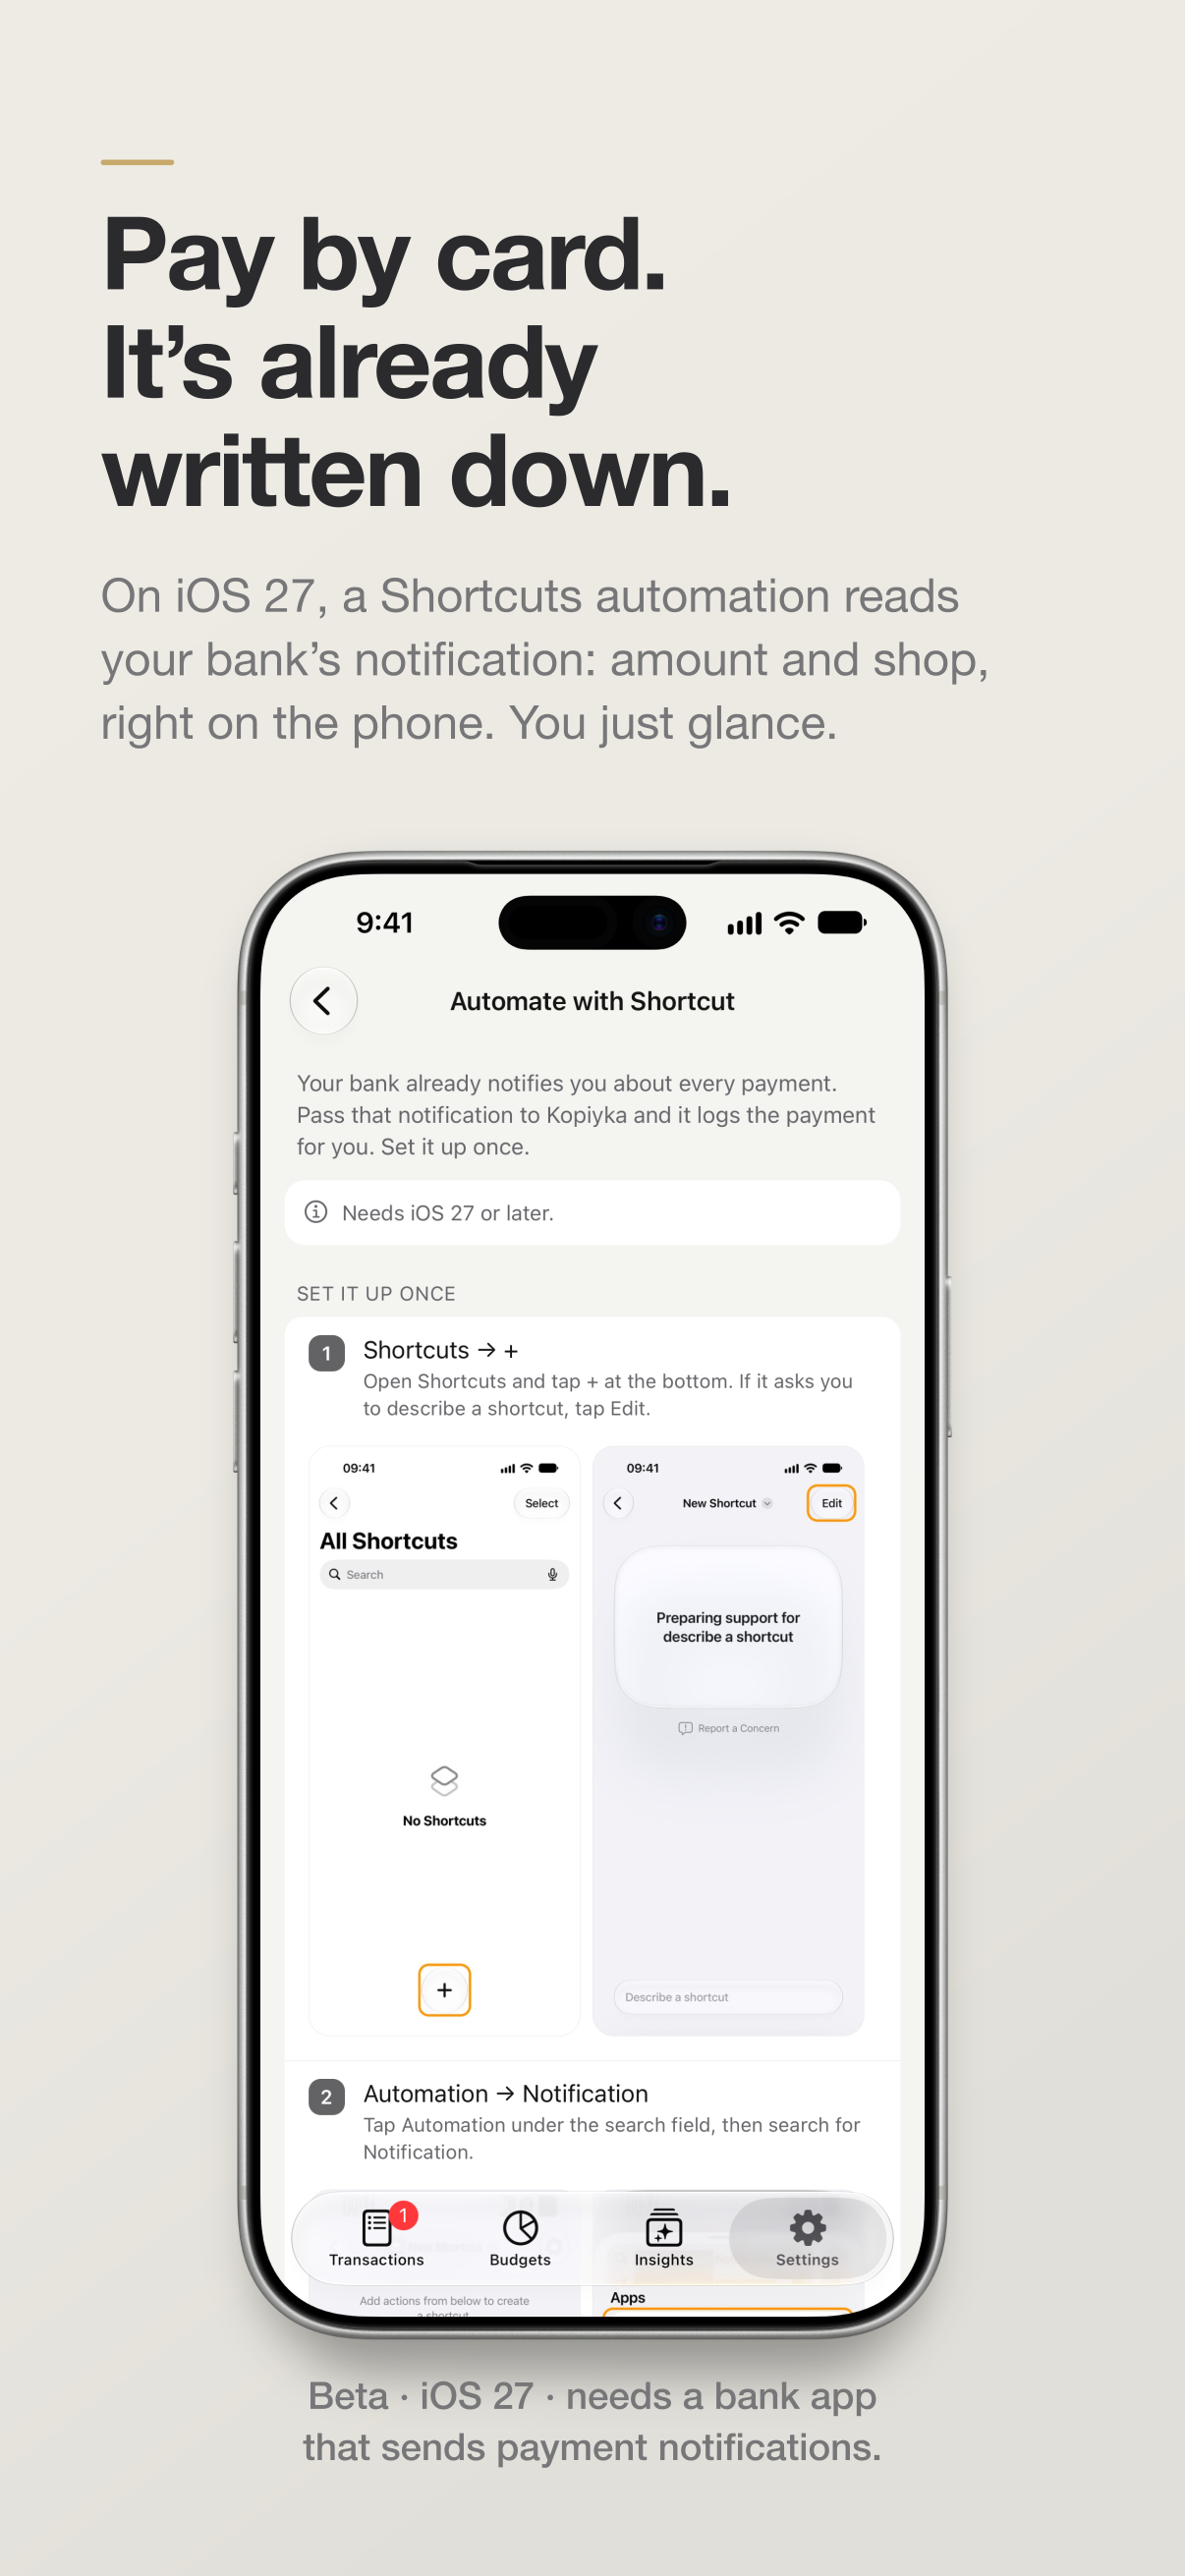 Pay by card.
It’s already
written down.
On iOS 27, a Shortcuts automation reads
your bank’s notification: amount and shop,
right on the phone. You just glance.
9:41
Automate with Shortcut
Your bank already notifies you about every payment.
Pass that notification to Kopiyka and it logs the payment
for you. Set it up once.
Needs iOS 27 or later.
SET IT UP ONCE
1
Shortcuts → +
Open Shortcuts and tap + at the bottom. If it asks you
to describe a shortcut, tap Edit.
09:41
Select
All Shortcuts
Search
No Shortcuts
+
09:41
New Shortcut
Edit
Preparing support for
describe a shortcut
Report a Concern
Describe a shortcut
2
Automation → Notification
Tap Automation under the search field, then search for
Notification.
1
Transactions
Budgets
Insights
Settings
Add actions from below to create
a shortcut
Apps
Beta · iOS 27 · needs a bank app
that sends payment notifications.